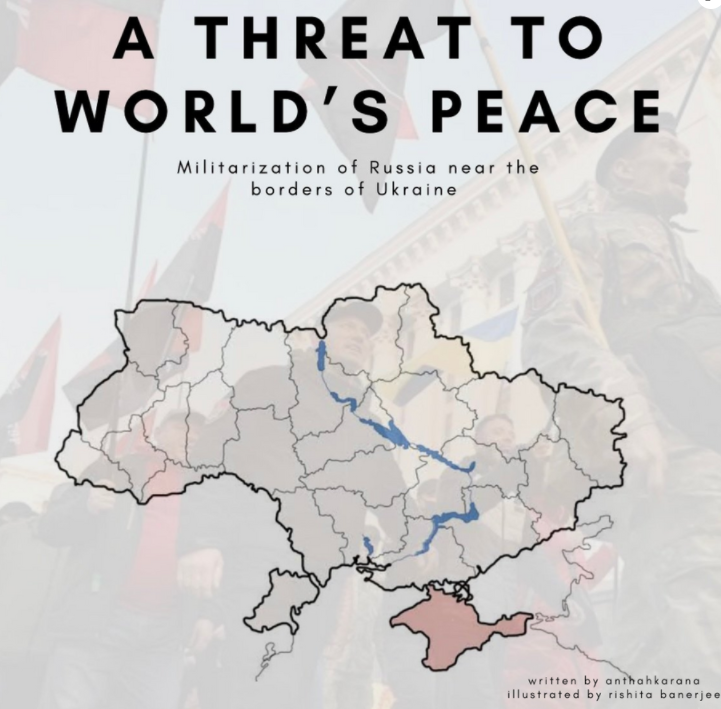 A THREAT TO
WORLD'S PEACE
Militarization of Russia near the
borders of Ukraine
written by anthahkarana
illustrated by rishita banerjee